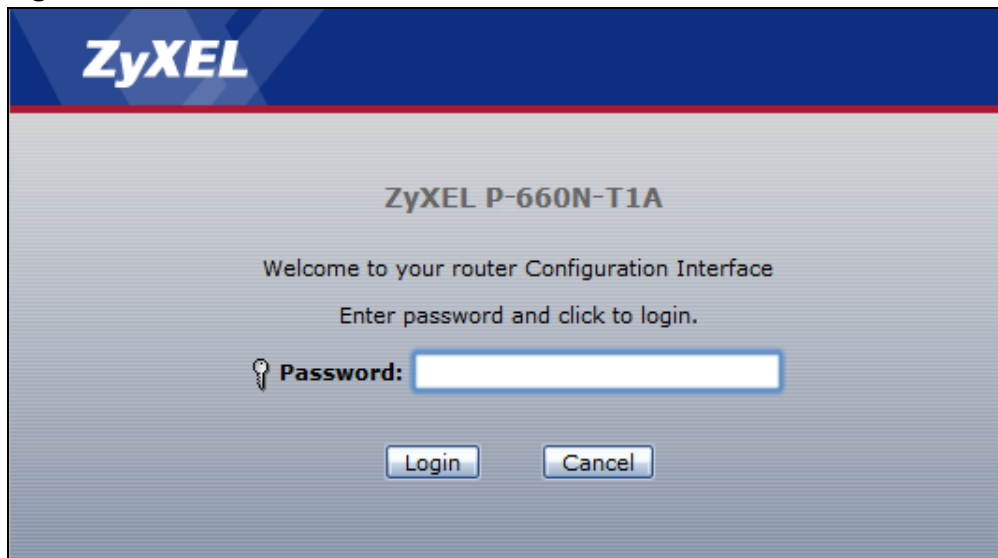 ZyXEL
ZyXEL P-660N-T1A
Welcome to your router Configuration Interface
Enter password and click to login.
Password:
Login Cancel